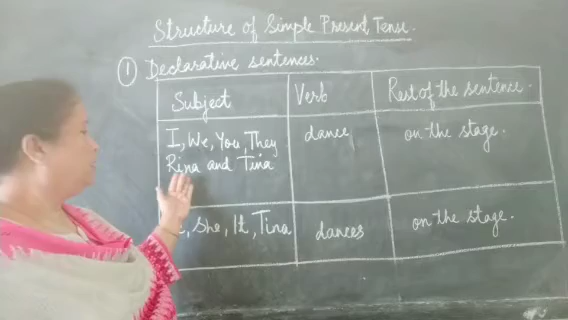 Structure of Simple Present Tense.
1 Declarative sentences.
Subject Verb Rest of the sentence.
I, We, You, They dance on the stage.
Rina and Tina
, She, It, Tina dances on the stage.